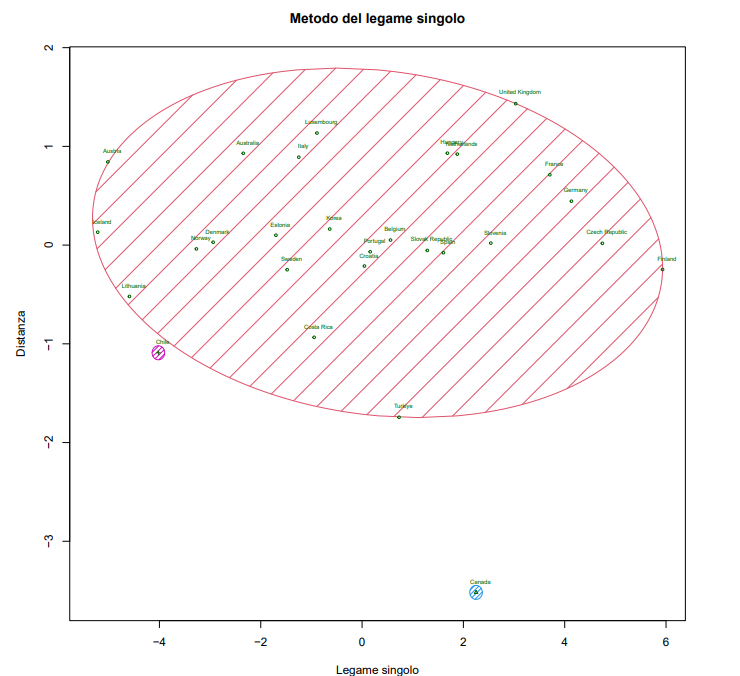 Metodo del legame singolo
Distanza
2
1
0
−1
−2
−3
United Kingdom
Luxembourg
Australia
Italy
Hungary Netherlands
Austria
France
Germany
Iceland
Korea
Estonia
Belgium
Denmark
Norway
Slovenia
Czech Republic
Slovak Republic Spain
Portugal
Croatia
Sweden
Finland
Lithuania
Costa Rica
Chile
Türkiye
Canada
−4 −2 0 2 4 6
Legame singolo